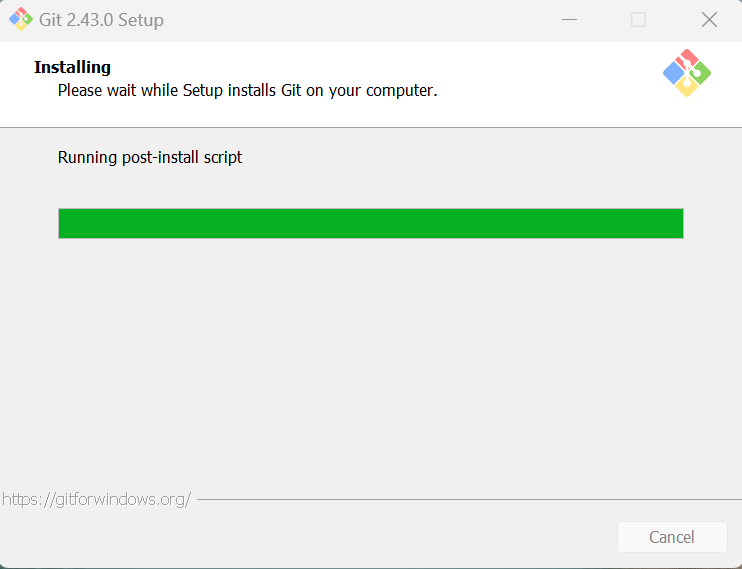 Git 2.43.0 Setup
Installing
Please wait while Setup installs Git on your computer.
Running post-install script
https://gitforwindows.org/
Cancel